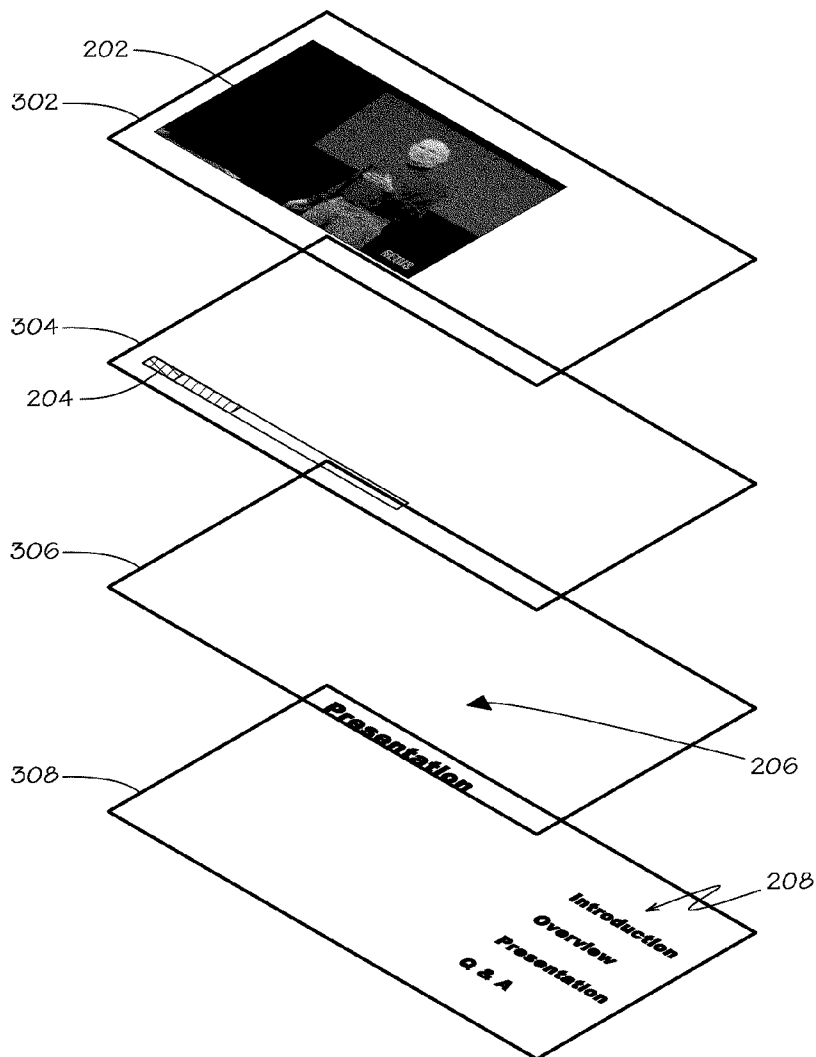 202
302
304
204
306
Presentation
206
308
208
Introduction
Overview
Presentation
Q & A